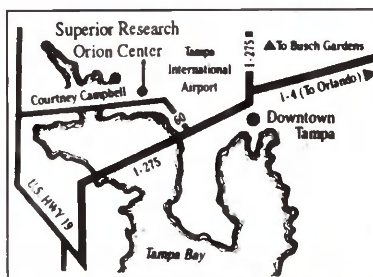 Superior Research
Orion Center
Tampa
International
Airport
I-275
To Busch Gardens
I-4 (To Orlando)
Courtney Campbell
60
Downtown
Tampa
I-275
U.S. HWY 19
Tampa Bay